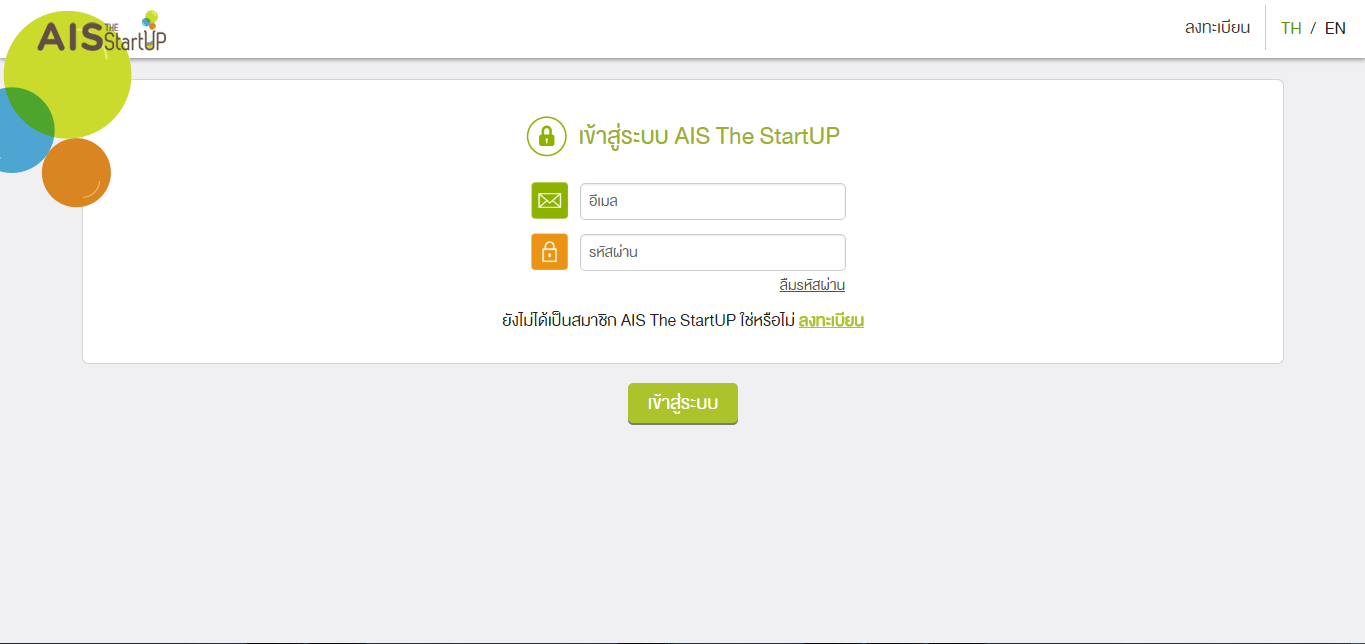 AIS THE StartUP
ลงทะเบียน
TH / EN
เข้าสู่ระบบ AIS The StartUP
อีเมล
รหัสผ่าน
ลืมรหัสผ่าน
ยังไม่ได้เป็นสมาชิก AIS The StartUP ใช่หรือไม่ ลงทะเบียน
เข้าสู่ระบบ